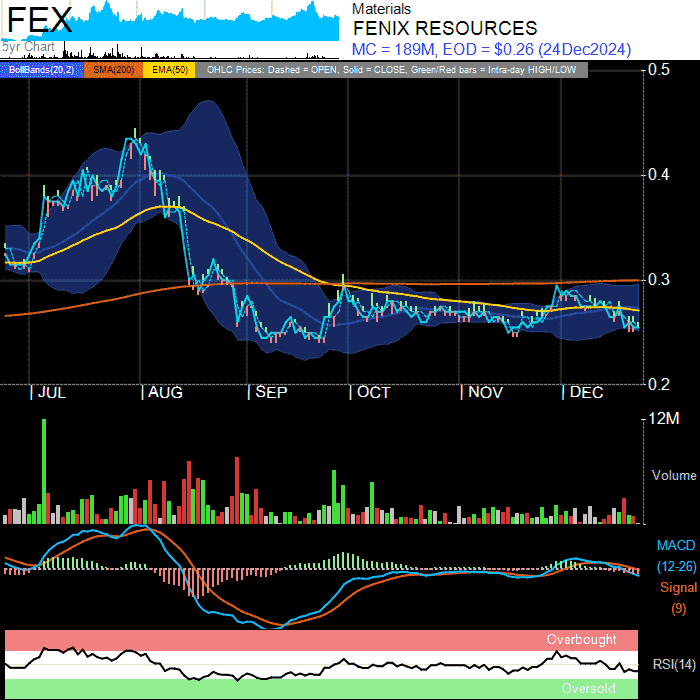 FEX
5yr Chart
Materials
FENIX RESOURCES
MC = 189M, EOD = $0.26 (24Dec2024)
BollBands(20,2) SMA(200) EMA(50) OHLC Prices: Dashed = OPEN, Solid = CLOSE, Green/Red bars = Intra-day HIGH/LOW
0.5
0.4
0.3
0.2
JUL AUG SEP OCT NOV DEC
12M
Volume
MACD
(12-26)
Signal
(9)
Overbought
RSI(14)
Oversold